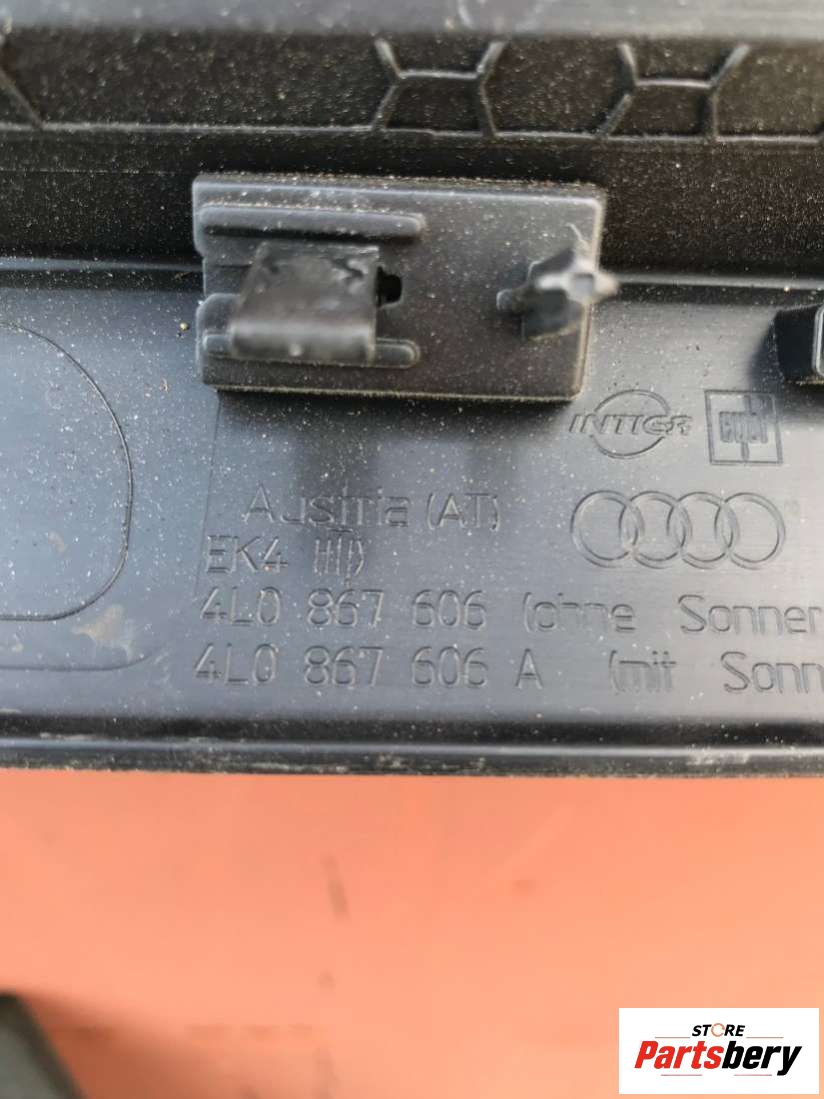 INTIER
Austria (AT)
EK4
4L0 867 606 (ohne Sonner
4L0 867 606 A (mit Sonn
STORE
Partsbery